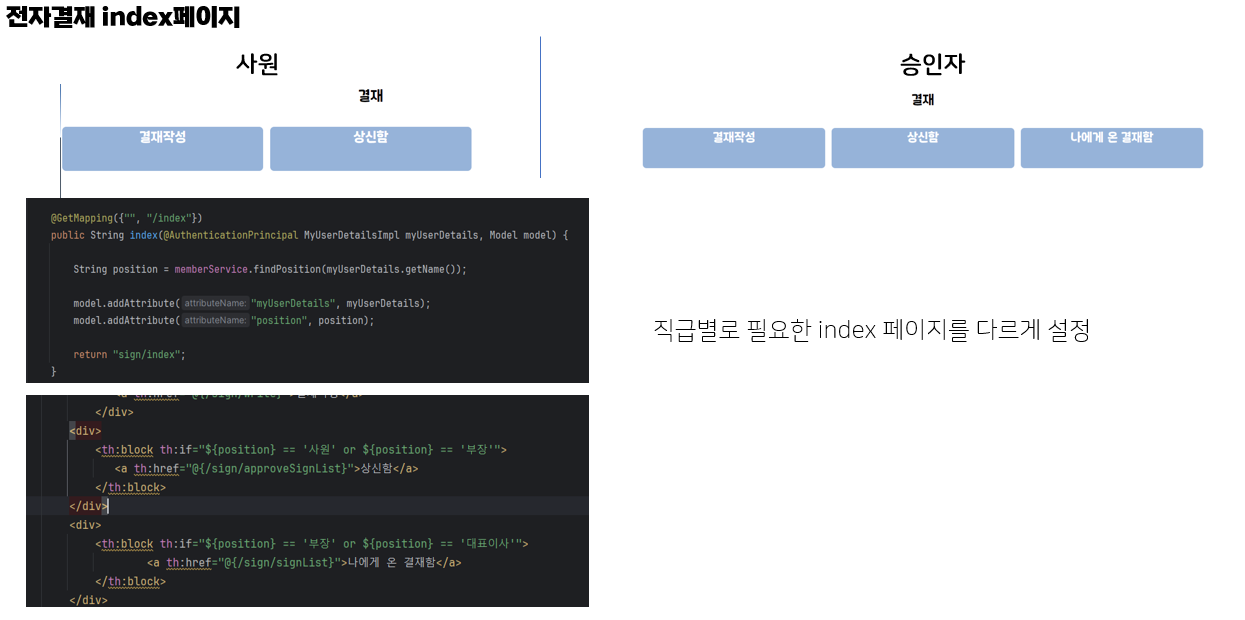 전자결재 index페이지
사원
결재
결재작성
상신함
승인자
결재
결재작성
상신함
나에게 온 결재함
@GetMapping({"", "/index"})
public String index(@AuthenticationPrincipal MyUserDetailsImpl myUserDetails, Model model) {
String position = memberService.findPosition(myUserDetails.getName());
model.addAttribute( attributeName: "myUserDetails", myUserDetails);
model.addAttribute( attributeName: "position", position);
return "sign/index";
}
직급별로 필요한 index 페이지를 다르게 설정
</div>
<div>
<th:block th:if="${position} == '사원' or ${position} == '부장'">
<a th:href="@{/sign/approveSignList}">상신함</a>
</th:block>
</div>
<div>
<th:block th:if="${position} == '부장' or ${position} == '대표이사'">
<a th:href="@{/sign/signList}">나에게 온 결재함</a>
</th:block>
</div>